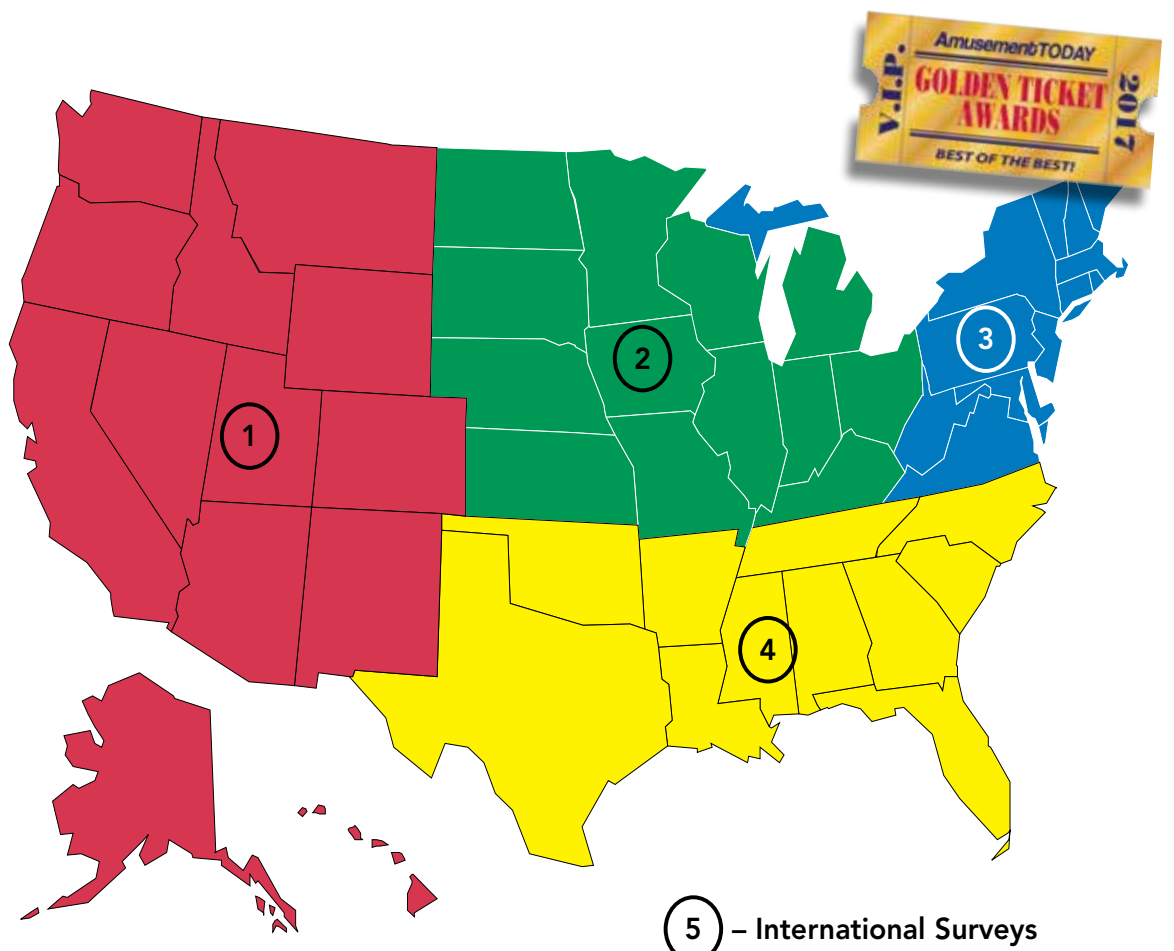 AmusementTODAY
V.I.P.
GOLDEN TICKET
AWARDS
2017
BEST OF THE BEST!
3
2
1
4
5 – International Surveys